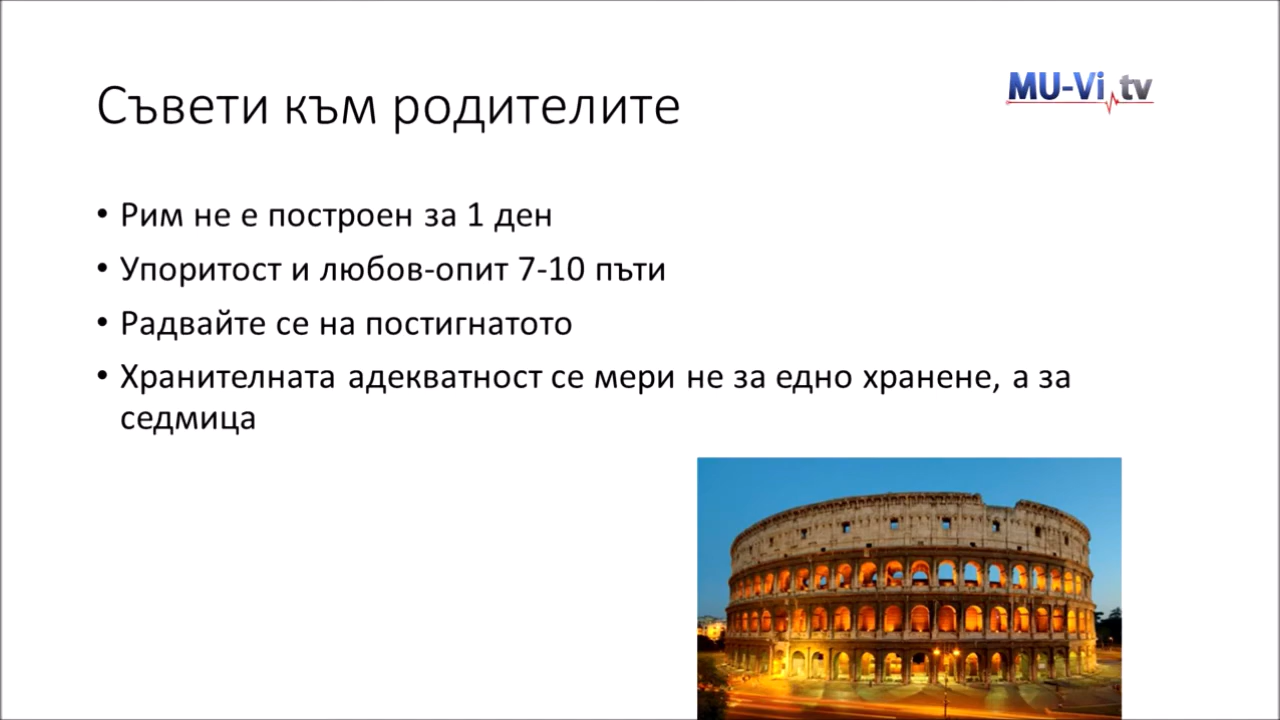 Съвети към родителите
MU-Vi.tv
• Рим не е построен за 1 ден
• Упоритост и любов-опит 7-10 пъти
• Радвайте се на постигнатото
• Хранителната адекватност се мери не за едно хранене, а за
седмица